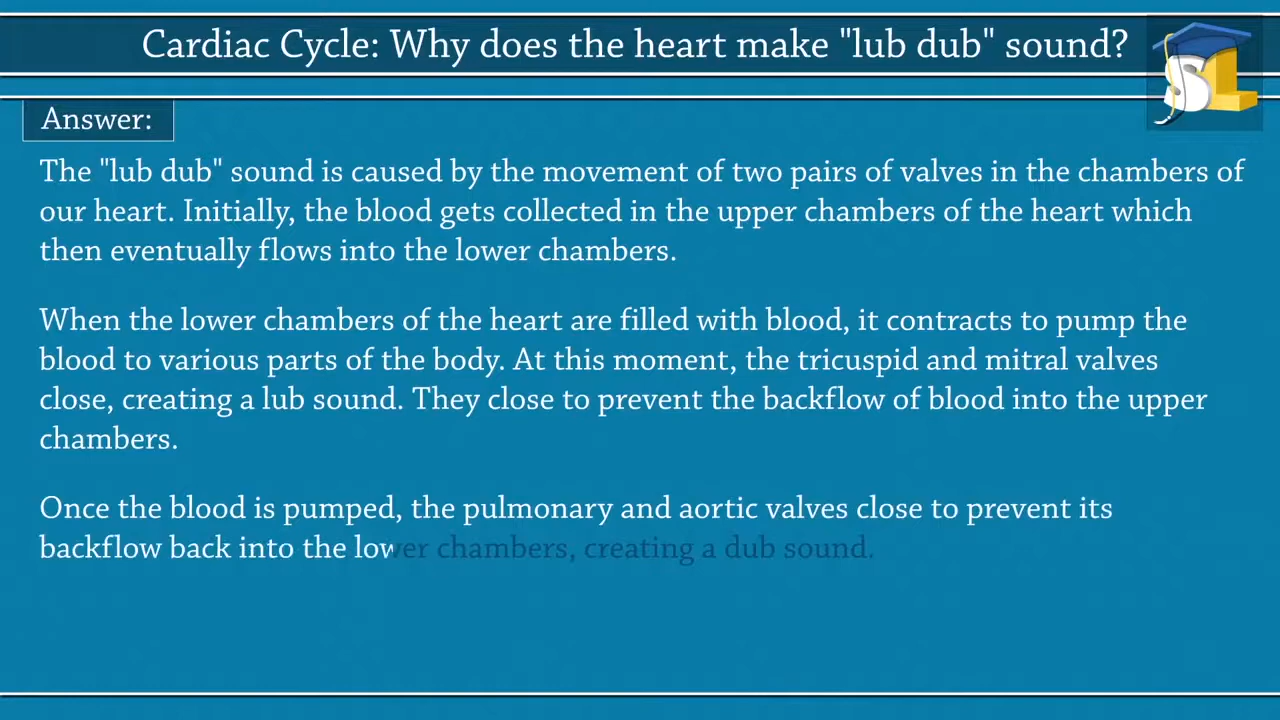 Cardiac Cycle: Why does the heart make "lub dub" sound?
SL
Answer:
The "lub dub" sound is caused by the movement of two pairs of valves in the chambers of
our heart. Initially, the blood gets collected in the upper chambers of the heart which
then eventually flows into the lower chambers.
When the lower chambers of the heart are filled with blood, it contracts to pump the
blood to various parts of the body. At this moment, the tricuspid and mitral valves
close, creating a lub sound. They close to prevent the backflow of blood into the upper
chambers.
Once the blood is pumped, the pulmonary and aortic valves close to prevent its
backflow back into the lower chambers, creating a dub sound.